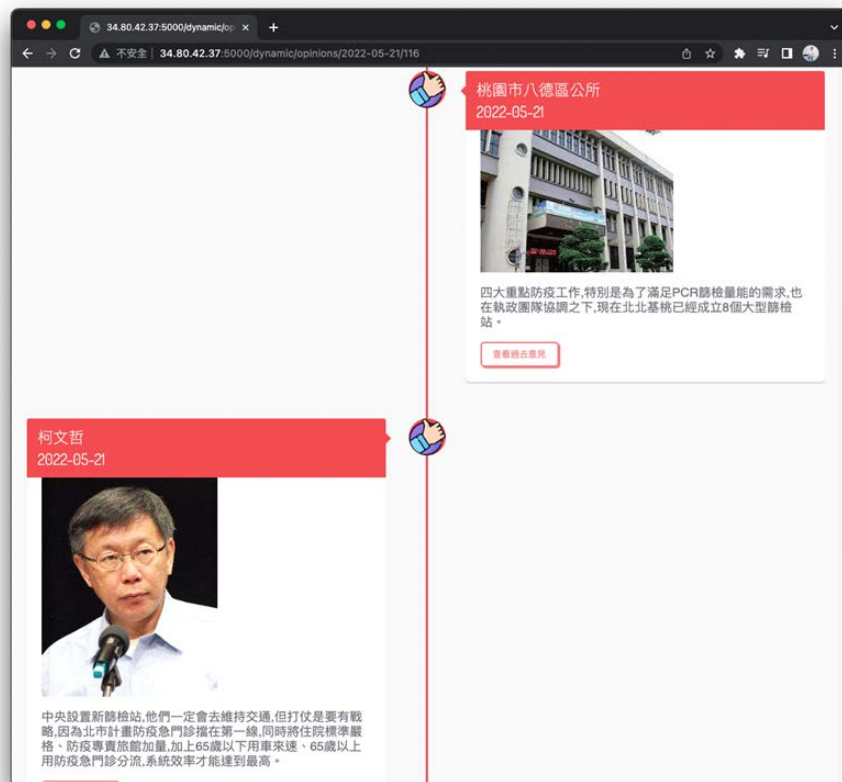 34.80.42.37:5000/dynamic/op
不安全 | 34.80.42.37:5000/dynamic/opinions/2022-05-21/116
桃園市八德區公所
2022-05-21
四大重點防疫工作,特別是為了滿足PCR篩檢量能的需求,也
在執政團隊協調之下,現在北北基桃已經成立8個大型篩檢
站。
查看過去意見
柯文哲
2022-05-21
中央設置新篩檢站,他們一定會去維持交通,但打仗是要有戰
略,因為北市計畫防疫急門診擋在第一線,同時將住院標準嚴
格、防疫專責旅館加量,加上65歲以下用車來速、65歲以上
用防疫急門診分流,系統效率才能達到最高。